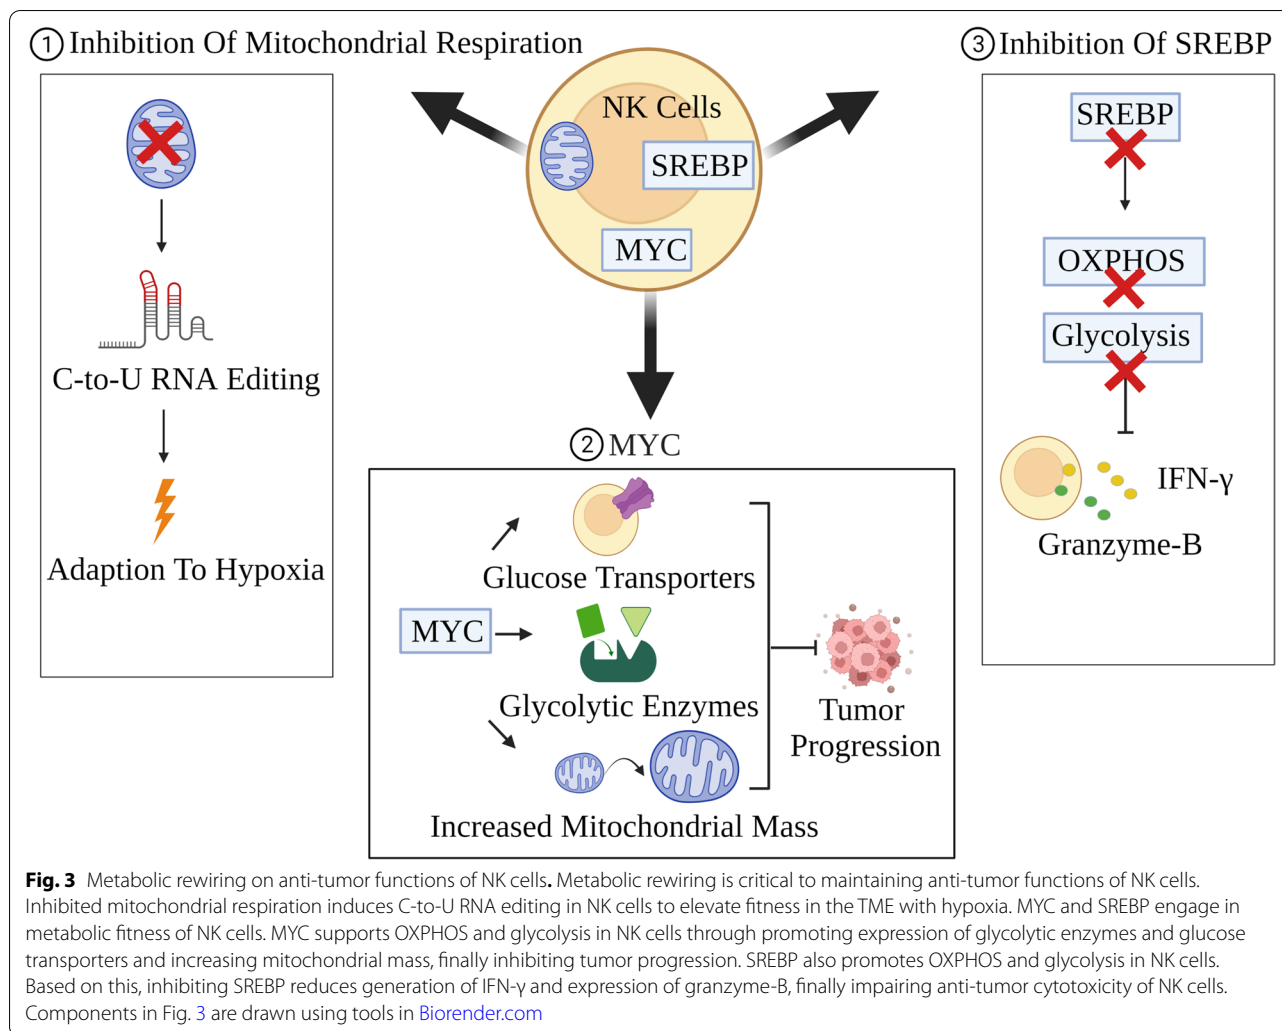 ① Inhibition Of Mitochondrial Respiration
C-to-U RNA Editing
Adaption To Hypoxia
NK Cells
SREBP
MYC
② MYC
MYC
Glucose Transporters
Glycolytic Enzymes
Increased Mitochondrial Mass
Tumor
Progression
③ Inhibition Of SREBP
SREBP
OXPHOS
Glycolysis
IFN-γ
Granzyme-B
Fig. 3 Metabolic rewiring on anti-tumor functions of NK cells. Metabolic rewiring is critical to maintaining anti-tumor functions of NK cells.
Inhibited mitochondrial respiration induces C-to-U RNA editing in NK cells to elevate fitness in the TME with hypoxia. MYC and SREBP engage in
metabolic fitness of NK cells. MYC supports OXPHOS and glycolysis in NK cells through promoting expression of glycolytic enzymes and glucose
transporters and increasing mitochondrial mass, finally inhibiting tumor progression. SREBP also promotes OXPHOS and glycolysis in NK cells.
Based on this, inhibiting SREBP reduces generation of IFN-γ and expression of granzyme-B, finally impairing anti-tumor cytotoxicity of NK cells.
Components in Fig. 3 are drawn using tools in Biorender.com